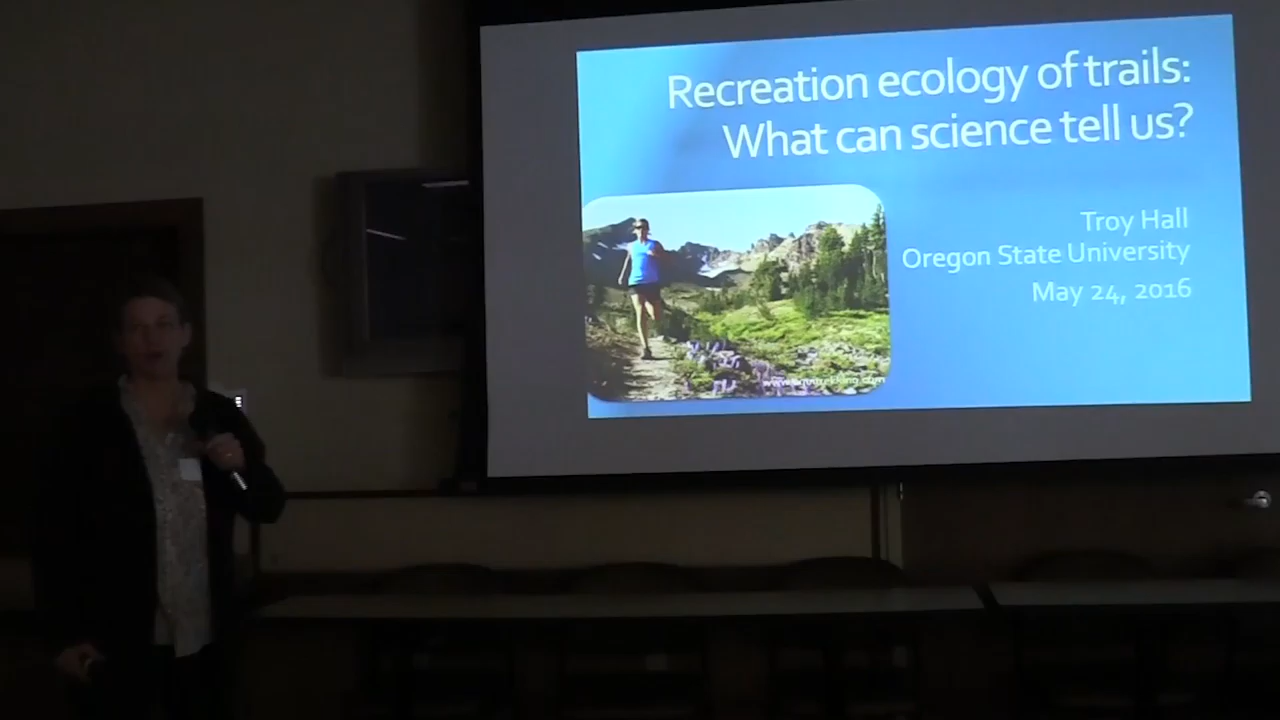 Recreation ecology of trails:
What can science tell us?
Troy Hall
Oregon State University
May 24, 2016